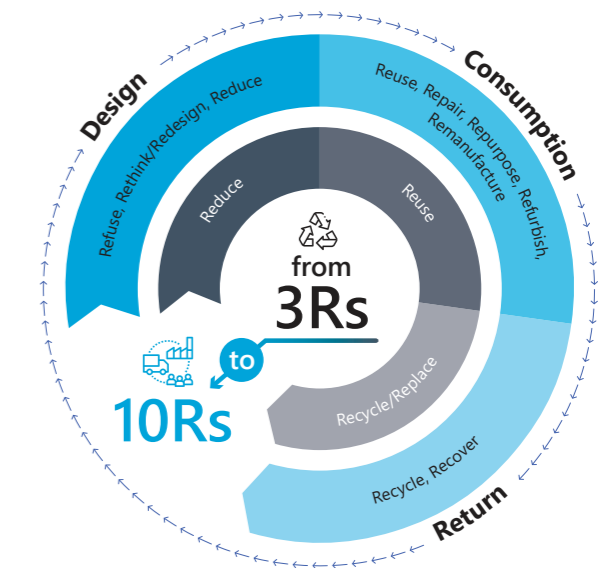 Design
Consumption
Return
Refuse, Rethink/Redesign, Reduce
Reuse, Repair, Repurpose, Refurbish,
Remanufacture
Recycle, Recover
Reduce
Reuse
Recycle/Replace
from
3Rs
to
10Rs